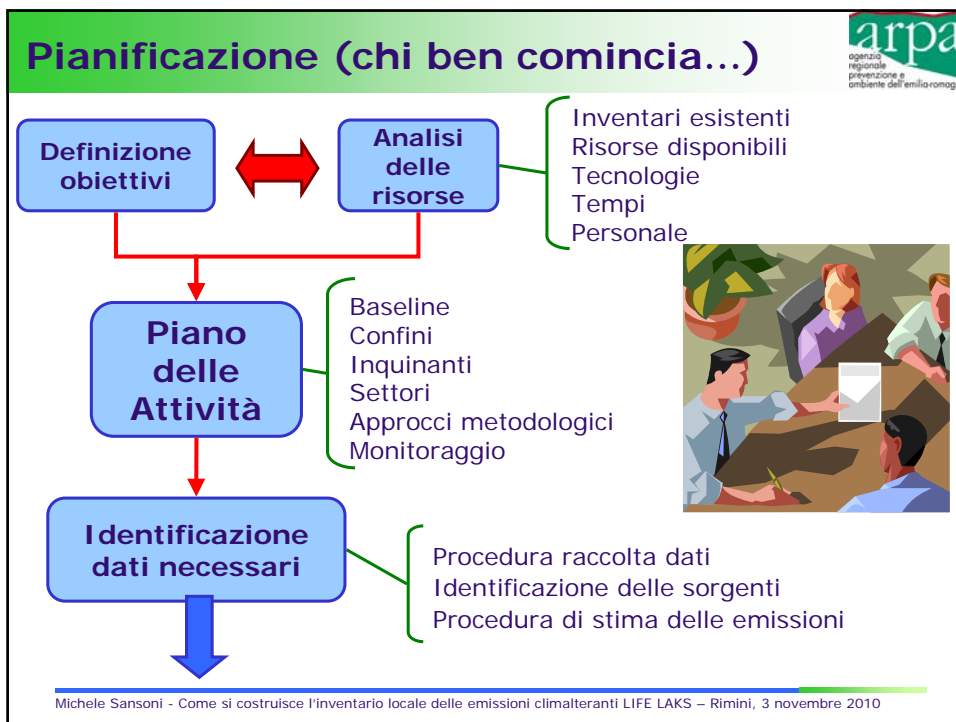 Pianificazione (chi ben comincia...)
arpa
agenzia
regionale
prevenzione e
ambiente dell'emilia-romag
Definizione
obiettivi
Analisi
delle
risorse
Inventari esistenti
Risorse disponibili
Tecnologie
Tempi
Personale
Piano
delle
Attività
Baseline
Confini
Inquinanti
Settori
Approcci metodologici
Monitoraggio
Identificazione
dati necessari
Procedura raccolta dati
Identificazione delle sorgenti
Procedura di stima delle emissioni
Michele Sansoni - Come si costruisce l'inventario locale delle emissioni climalteranti LIFE LAKS – Rimini, 3 novembre 2010